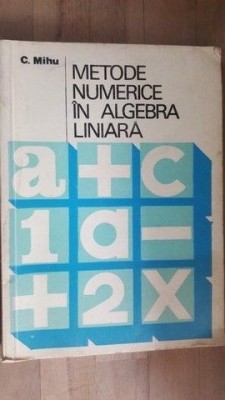 C. Mihu
METODE
NUMERICE
ÎN ALGEBRA
LINIARĂ
a+c
1a-
+2x